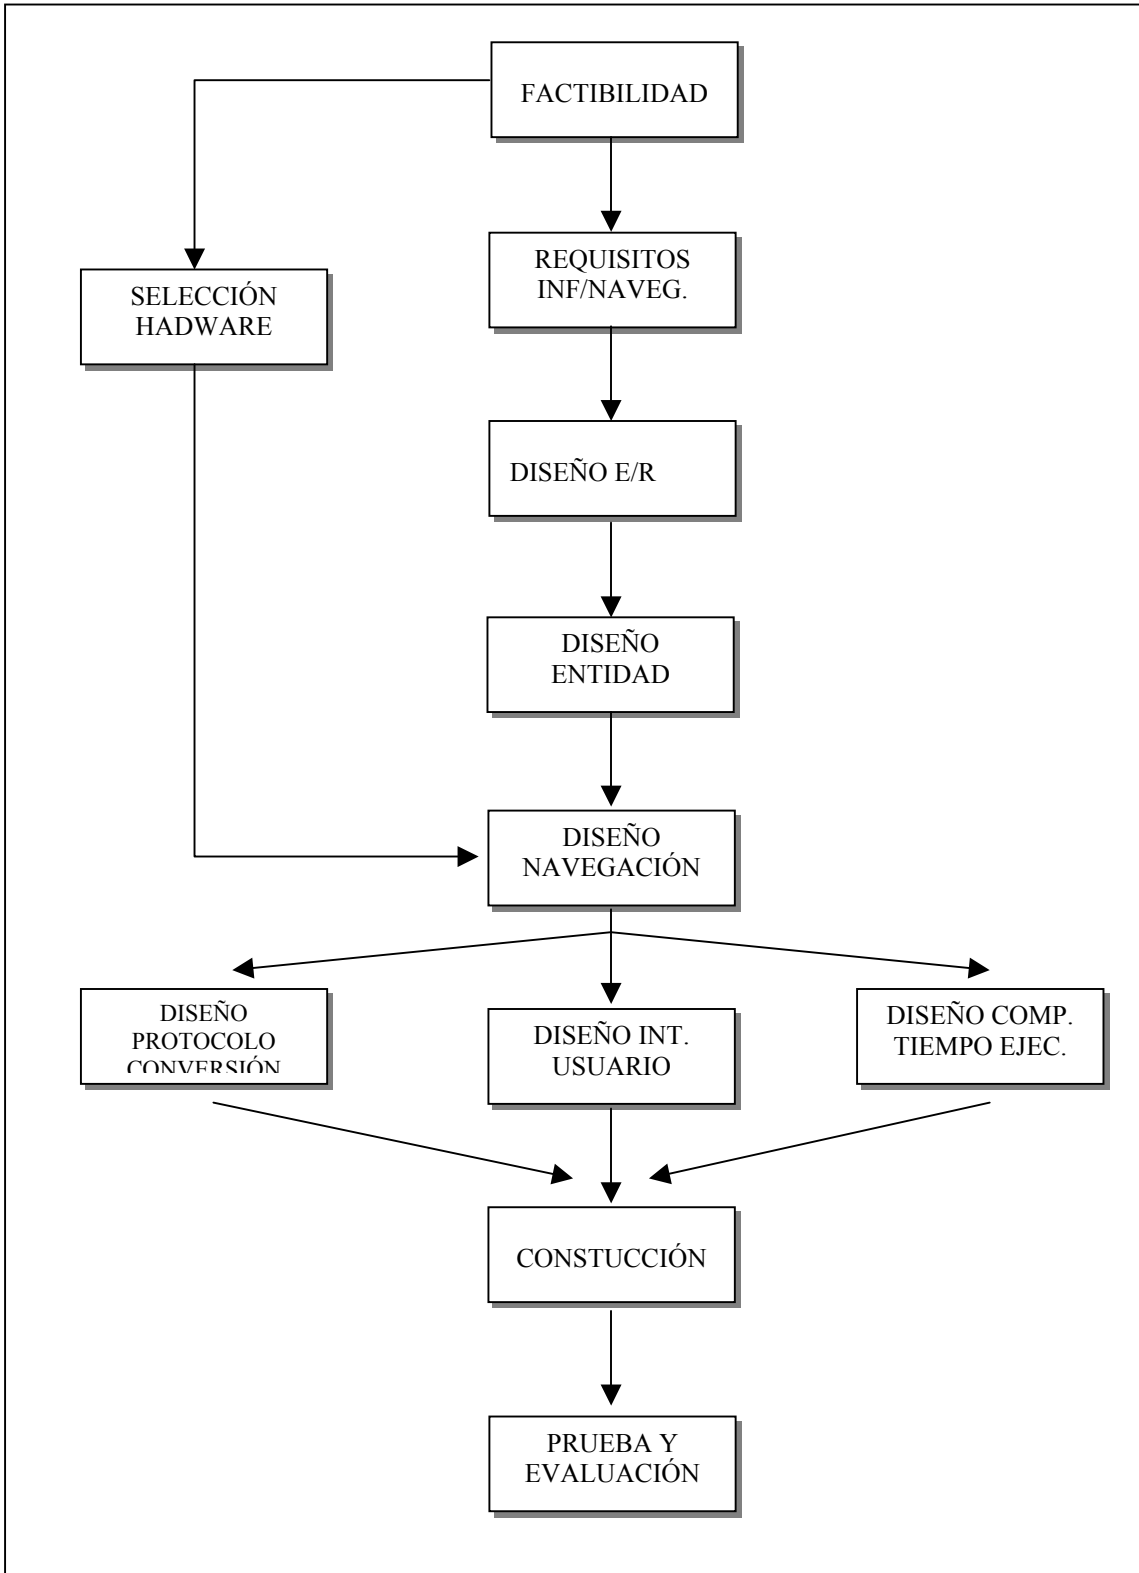 FACTIBILIDAD
REQUISITOS
INF/NAVEG.
SELECCIÓN
HADWARE
DISEÑO E/R
DISEÑO
ENTIDAD
DISEÑO
NAVEGACIÓN
DISEÑO
PROTOCOLO
CONVERSIÓN
DISEÑO INT.
USUARIO
DISEÑO COMP.
TIEMPO EJEC.
CONSTUCCIÓN
PRUEBA Y
EVALUACIÓN